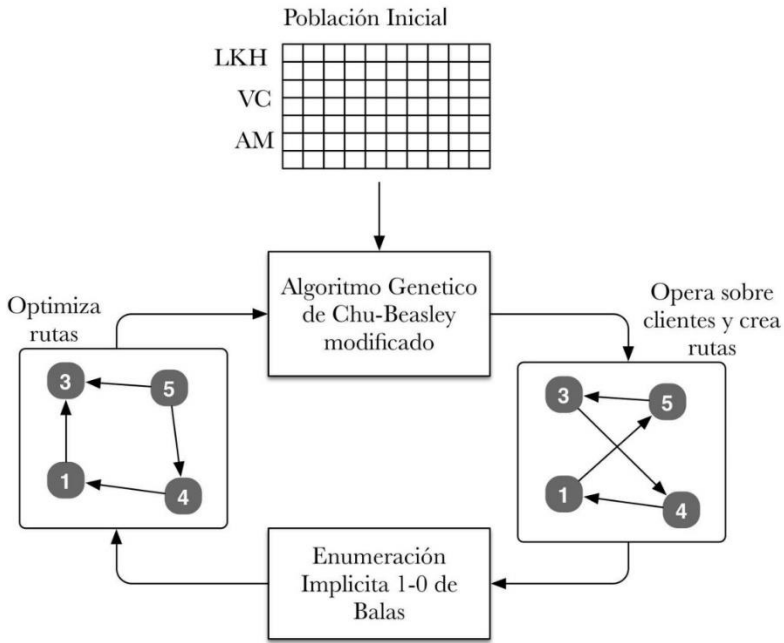 Población Inicial
LKH
VC
AM
Algoritmo Genetico
de Chu-Beasley
modificado
Optimiza
rutas
3
5
1
4
Opera sobre
clientes y crea
rutas
3
5
1
4
Enumeración
Implicita 1-0 de
Balas